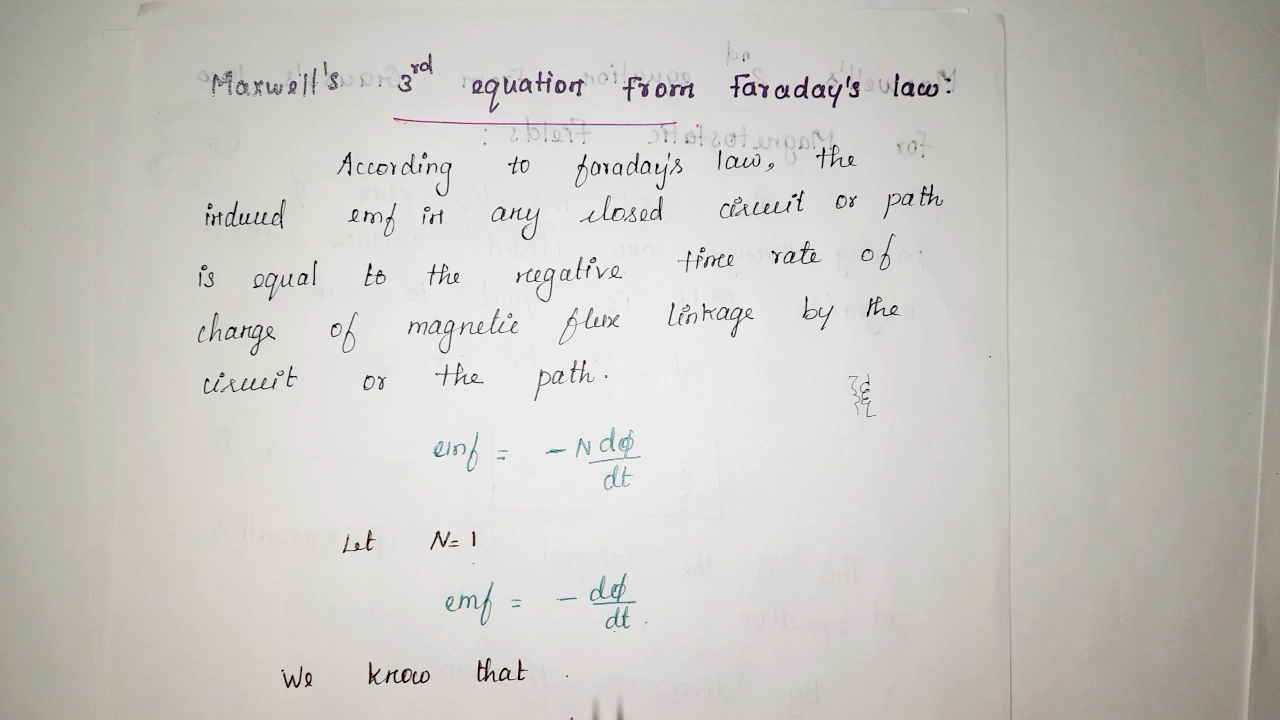 Maxwell's 3rd equation from faraday's law:
According to faraday's law, the
induced emf in any closed circuit or path
is equal to the negative time rate of
change of magnetic flux linkage by the
circuit or the path.
emf = - N dϕ/dt
Let N=1
emf = - dϕ/dt.
We know that